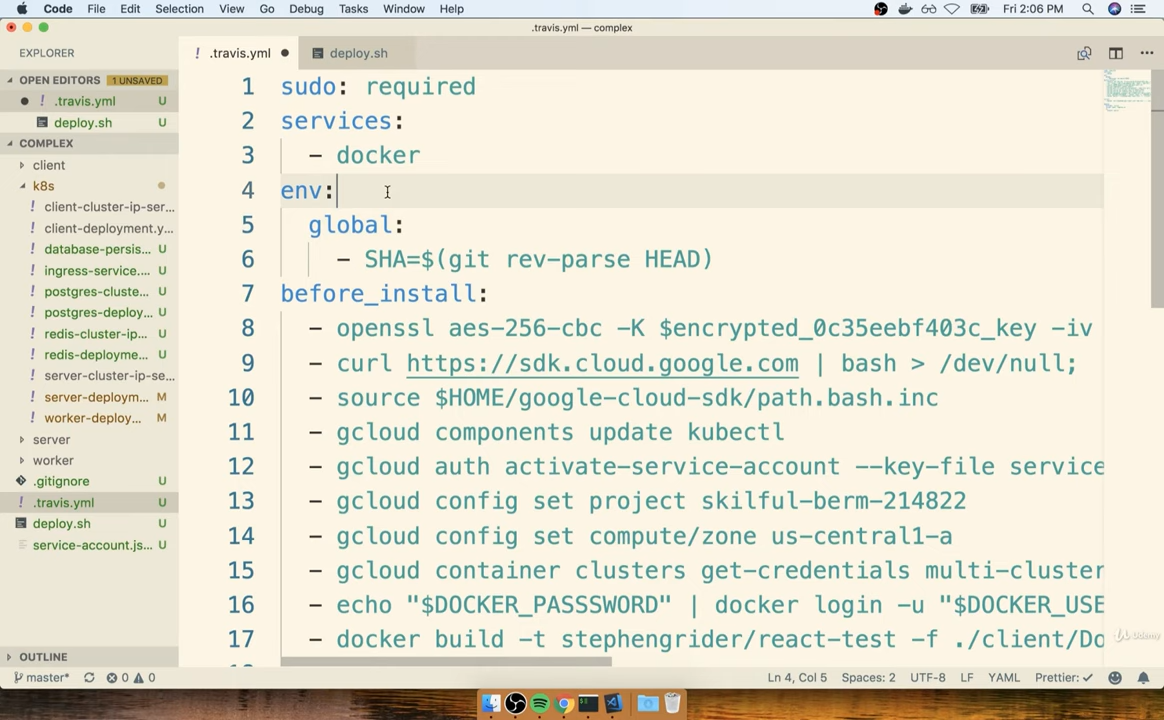 Code File Edit Selection View Go Debug Tasks Window Help Fri 2:06 PM
.travis.yml — complex
EXPLORER
! .travis.yml ● deploy.sh
OPEN EDITORS 1 UNSAVED
! .travis.yml U
deploy.sh U
COMPLEX
client
k8s
! client-cluster-ip-ser...
! client-deployment.y...
! database-persis... U
! ingress-service.... U
! postgres-cluste... U
! postgres-deploy... U
! redis-cluster-ip... U
! redis-deployme... U
! server-cluster-ip-se...
! server-deploym... M
! worker-deploy... M
server
worker
.gitignore U
! .travis.yml U
deploy.sh U
service-account.js... U
OUTLINE
1 sudo: required
2 services:
3 - docker
4 env:
5 global:
6 - SHA=$(git rev-parse HEAD)
7 before_install:
8 - openssl aes-256-cbc -K $encrypted_0c35eebf403c_key -iv
9 - curl https://sdk.cloud.google.com | bash > /dev/null;
10 - source $HOME/google-cloud-sdk/path.bash.inc
11 - gcloud components update kubectl
12 - gcloud auth activate-service-account --key-file service
13 - gcloud config set project skilful-berm-214822
14 - gcloud config set compute/zone us-central1-a
15 - gcloud container clusters get-credentials multi-cluster
16 - echo "$DOCKER_PASSSWORD" | docker login -u "$DOCKER_USE
17 - docker build -t stephengrider/react-test -f ./client/Do
Udemy
master* 0 0 Ln 4, Col 5 Spaces: 2 UTF-8 LF YAML Prettier: ✓